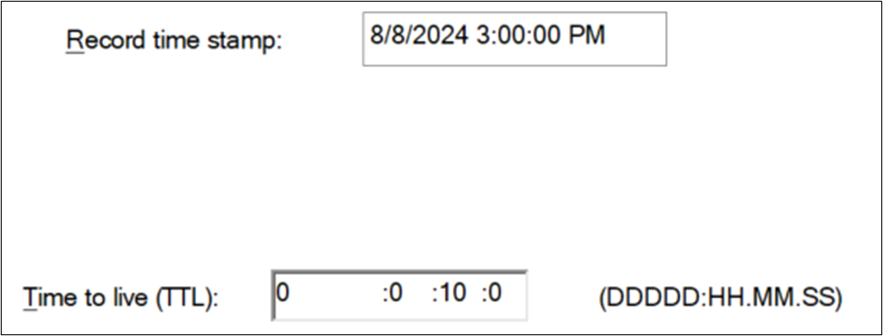 Record time stamp: 8/8/2024 3:00:00 PM
Time to live (TTL): 0 :0 :10 :0 (DDDDD:HH.MM.SS)